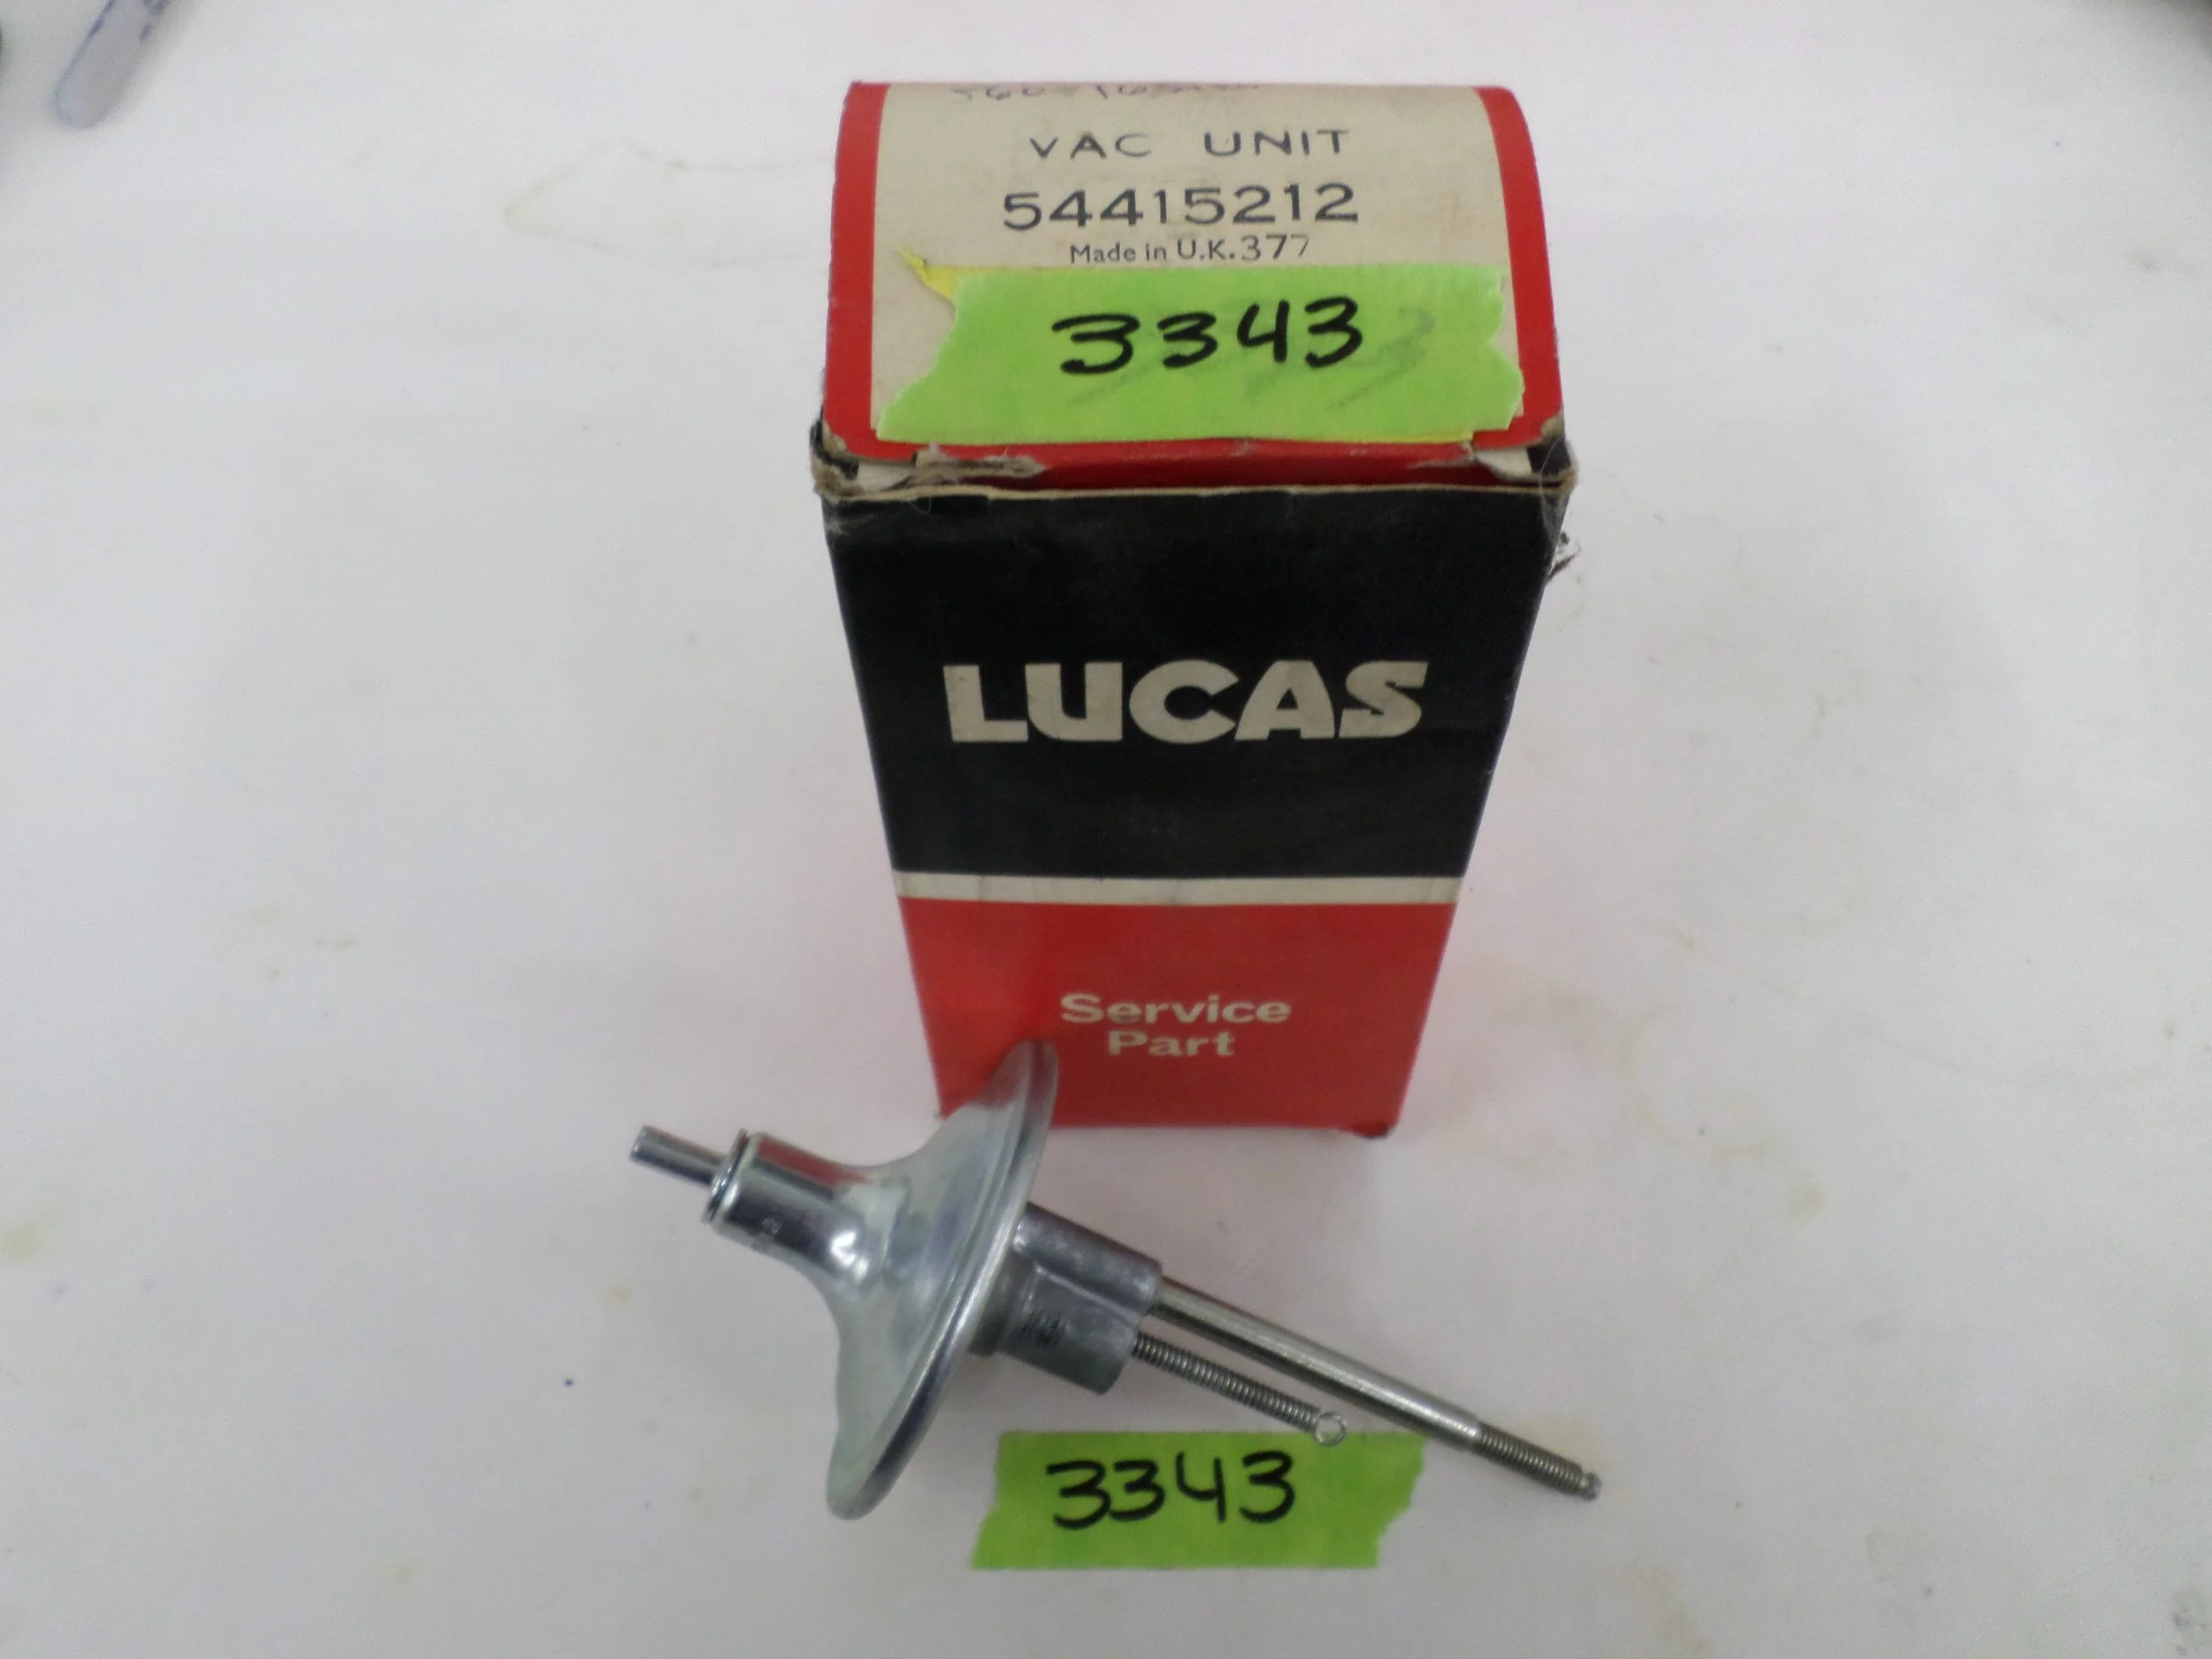 VAC UNIT
54415212
Made in U.K. 377
3343
LUCAS
Service
Part
3343